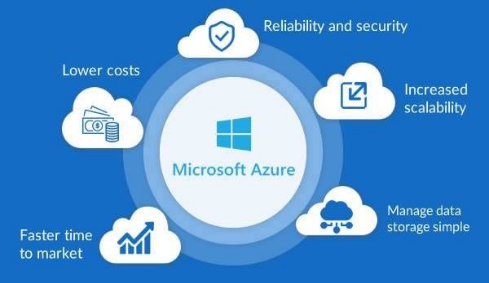 Reliability and security
Lower costs
Increased
scalability
Microsoft Azure
Manage data
storage simple
Faster time
to market